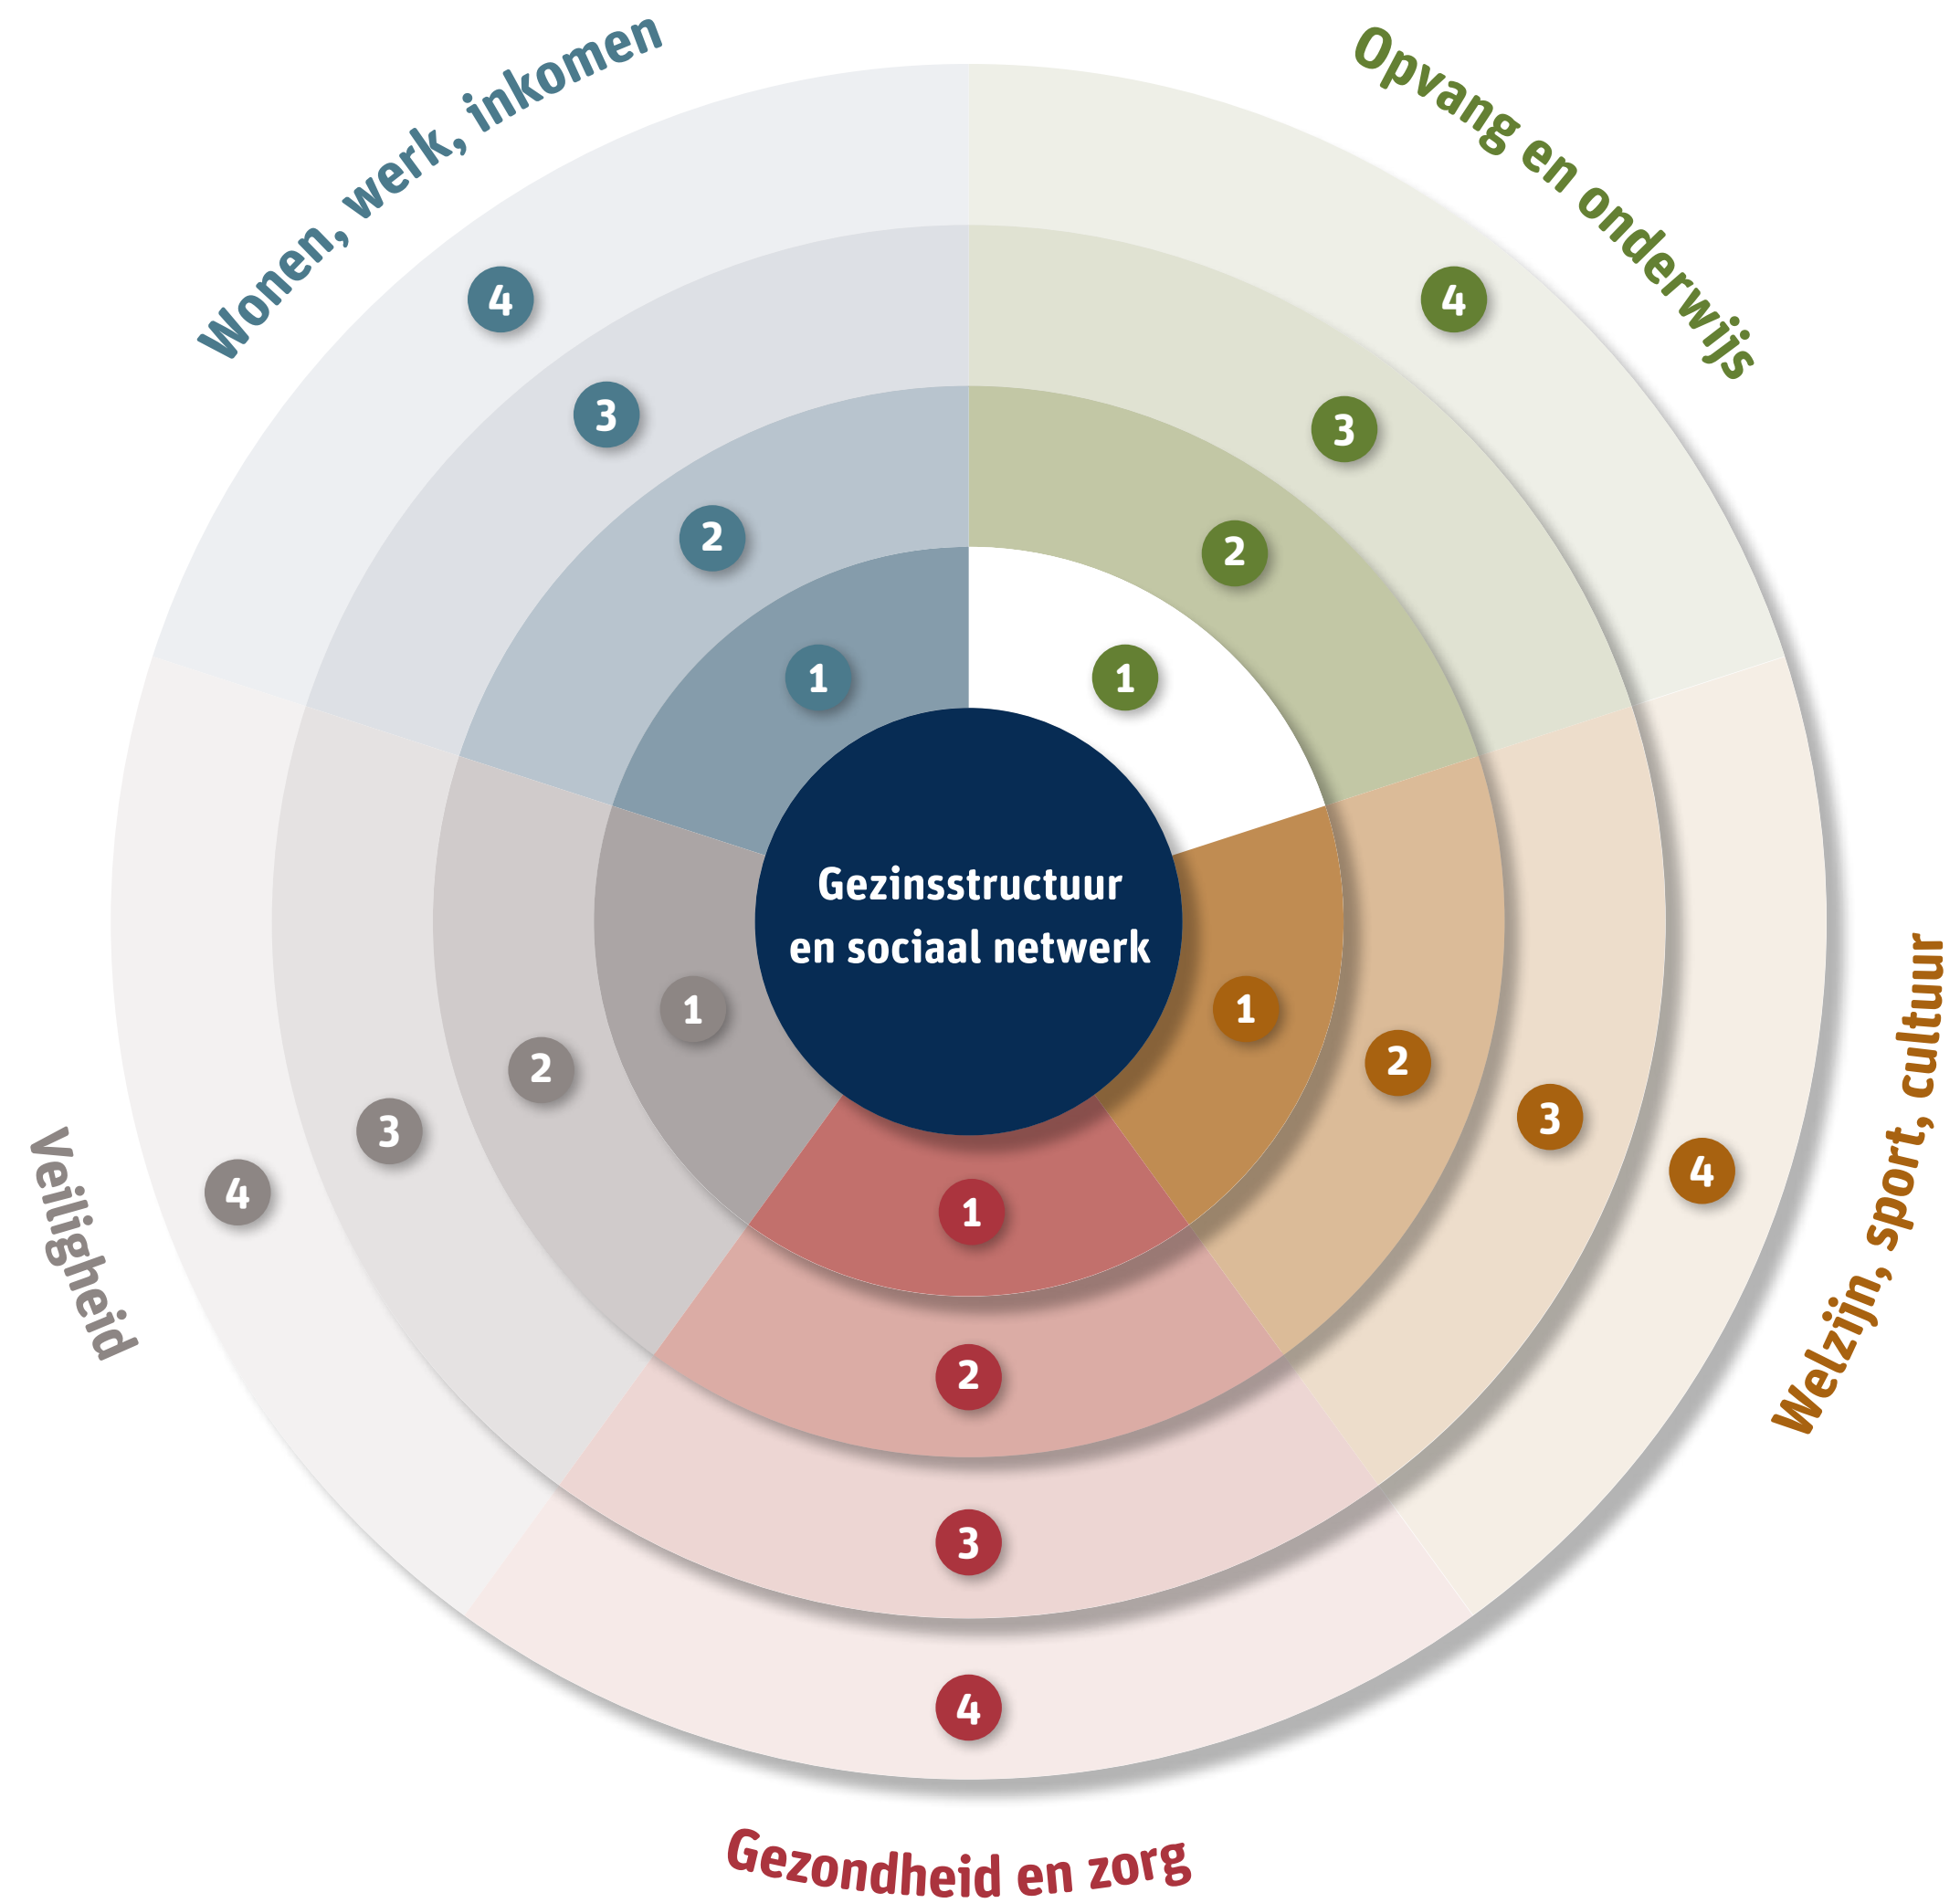 Wonen, werk, inkomen
Opvang en onderwijs
4
4
3
3
2
2
1
1
Gezinsstructuur
en sociaal netwerk
1
1
2
2
3
3
4
4
Veiligheid
Welzijn, sport, cultuur
1
2
3
4
Gezondheid en zorg